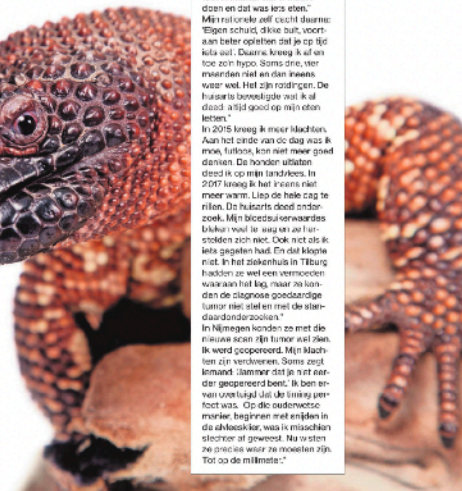 doen en dat was iets eten."
Mijn rationele zelf dacht daarna:
'Eigen schuld, dikke bult, voort-
aan beter opletten dat je op tijd
iets eet'. Daarna kreeg ik af en
toe zo'n hypo. Soms drie, vier
maanden niet en dan ineens
weer wel. Het zijn rotdingen. De
huisarts bevestigde wat ik al
deed: altijd goed op mijn eten
letten."
In 2015 kreeg ik meer klachten.
Aan het einde van de dag was ik
moe, futloos, kon niet meer goed
denken. De honden uitlaten
deed ik op mijn tandvlees. In
2017 kreeg ik het ineens niet
meer warm. Liep de hele dag te
rillen. De huisarts deed onder-
zoek. Mijn bloedsuikerwaardes
bleken veel te laag en ze her-
stelden zich niet. Ook niet als ik
iets gegeten had. En dat klopte
niet. In het ziekenhuis in Tilburg
hadden ze wel een vermoeden
waaraan het lag, maar ze kon-
den de diagnose goedaardige
tumor niet stellen met de stan-
daardonderzoeken."
In Nijmegen konden ze met die
nieuwe scan zijn tumor wel zien.
Ik werd geopereerd. Mijn klach-
ten zijn verdwenen. Soms zegt
iemand: 'Jammer dat je niet eer-
der geopereerd bent.' Ik ben er-
van overtuigd dat de timing per-
fect was. Op die ouderwetse
manier, beginnen met snijden in
de alvleesklier, was ik misschien
slechter af geweest. Nu wisten
ze precies waar ze moesten zijn.
Tot op de millimeter."